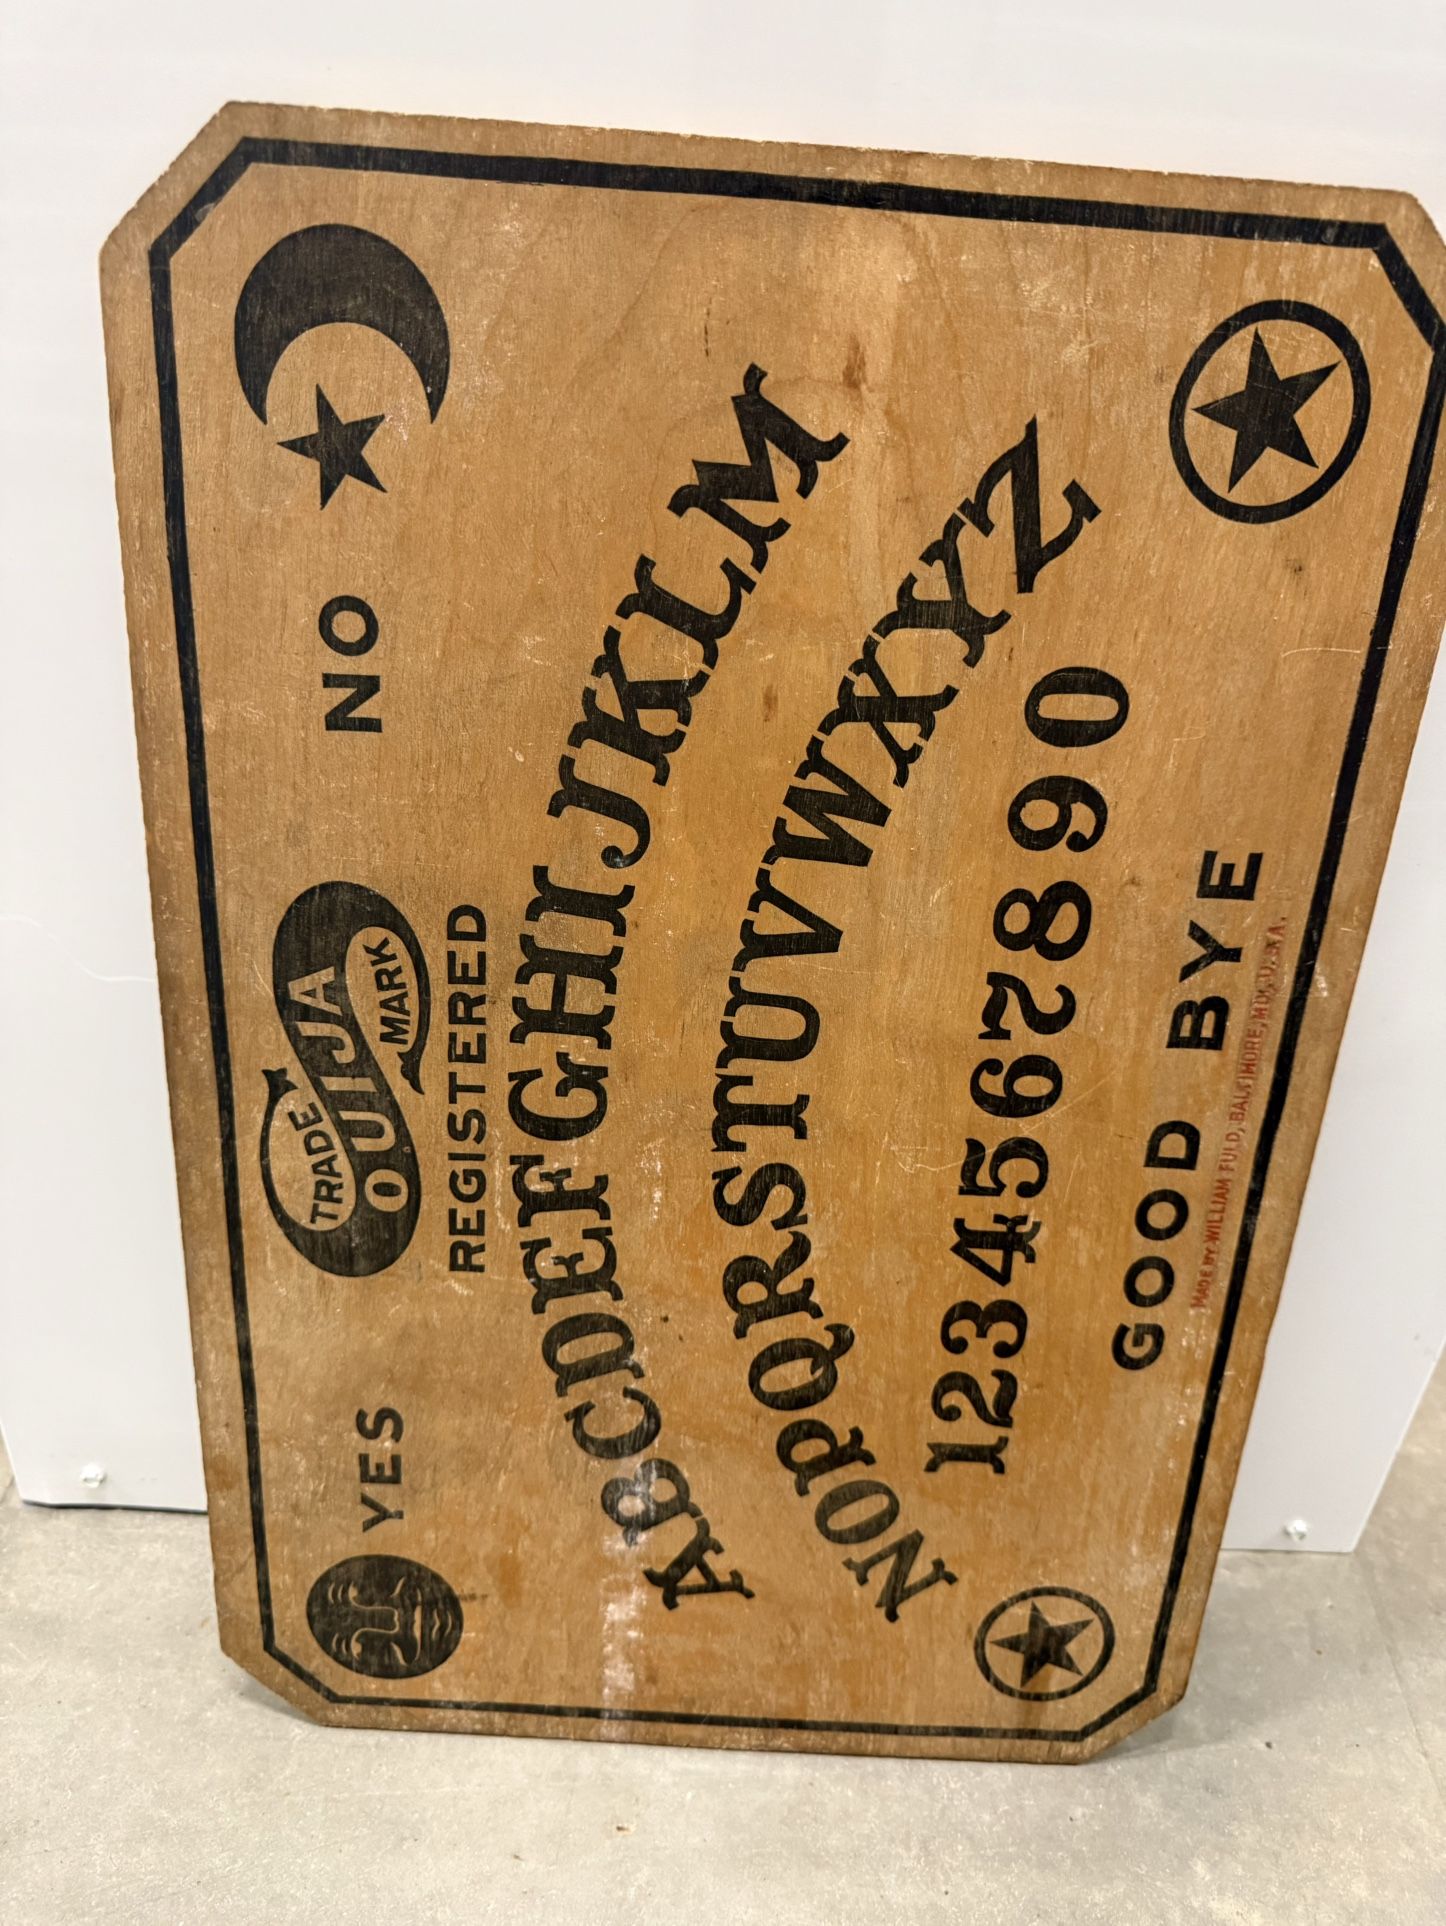 YES
TRADE
OUIJA
MARK
REGISTERED
NO
ABCDEFGHIJKLM
NOPQRSTUVWXYZ
1234567890
GOOD BYE
MADE BY WILLIAM FULD, BALTIMORE, MD., U.S.A.